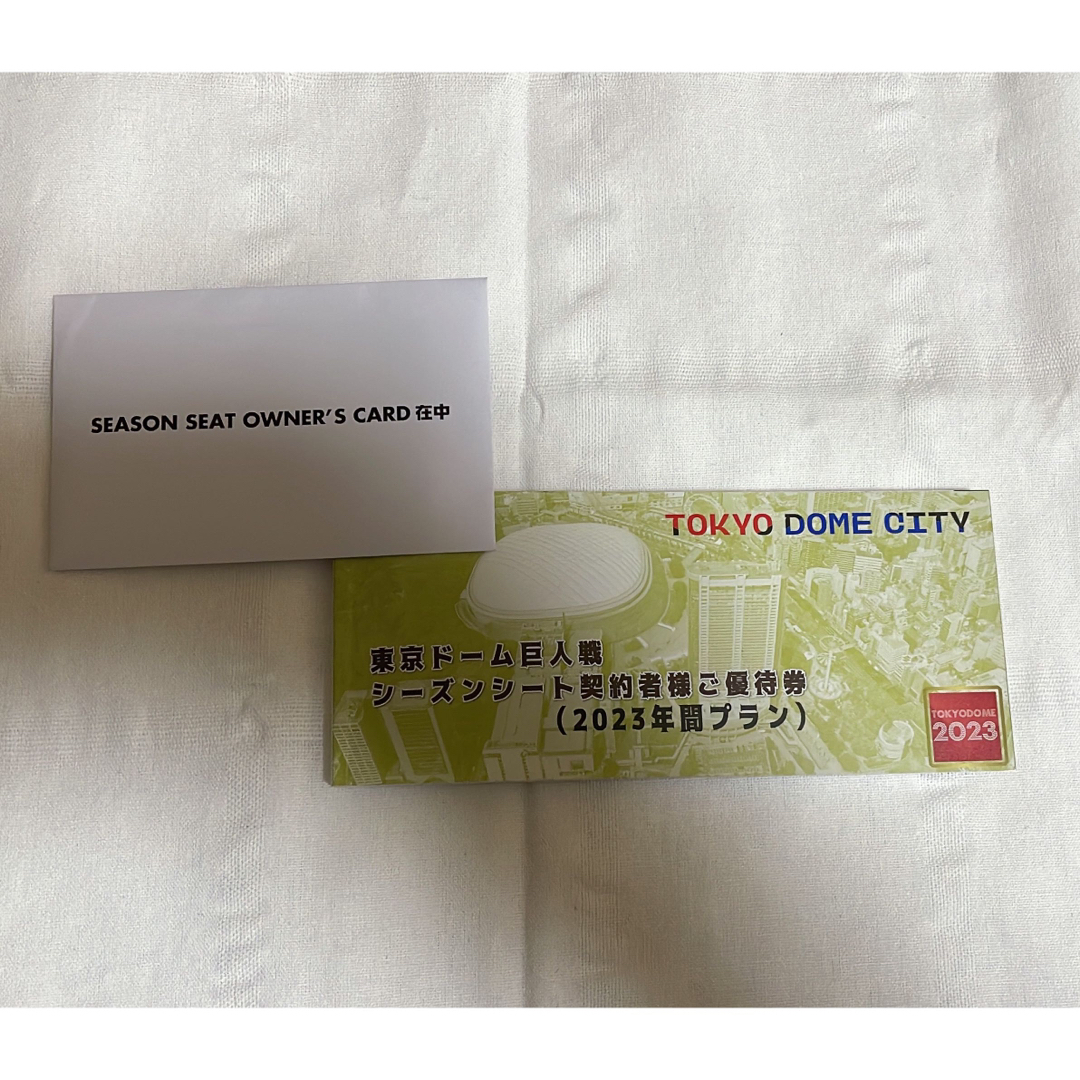 SEASON SEAT OWNER'S CARD 在中
TOKYO DOME CITY
東京ドーム巨人戦
シーズンシート契約者様ご優待券
(2023年間プラン)
TOKYODOME
2023